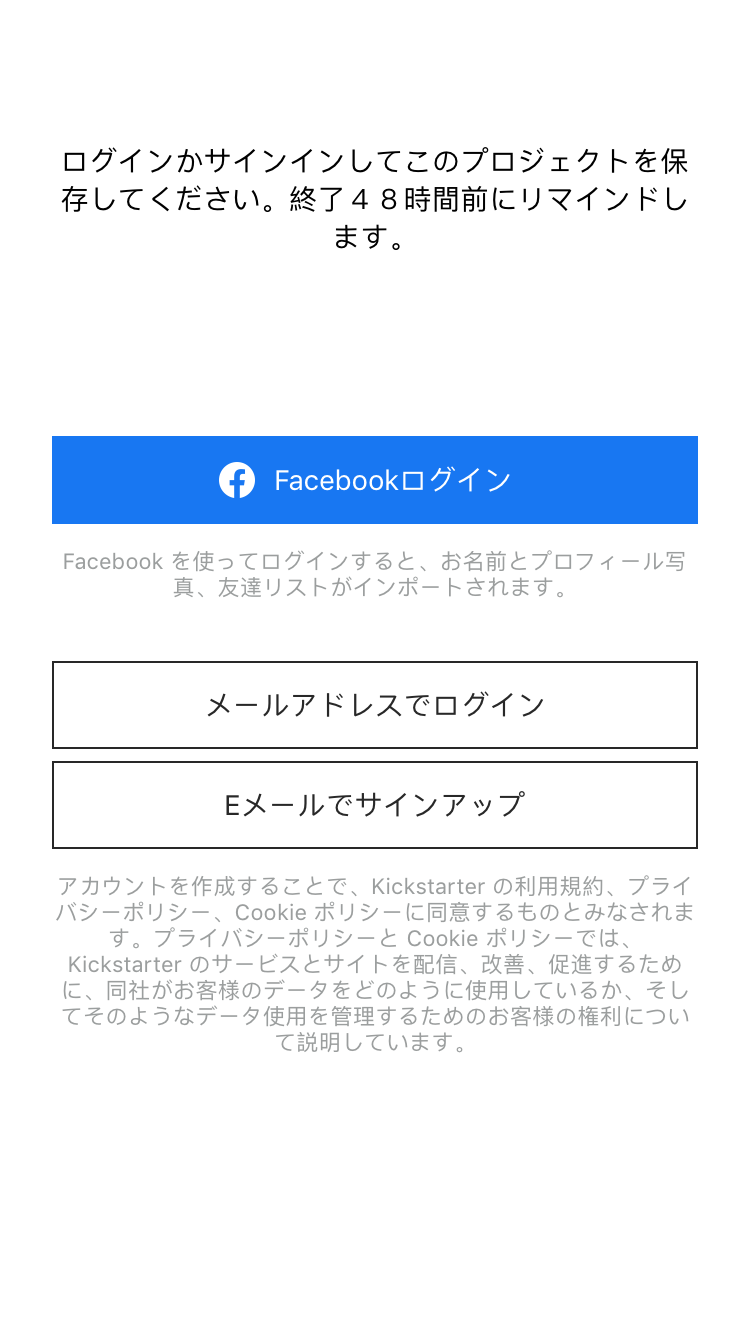 ログインかサインインしてこのプロジェクトを保
存してください。終了４８時間前にリマインドし
ます。
Facebookログイン
Facebook を使ってログインすると、お名前とプロフィール写
真、友達リストがインポートされます。
メールアドレスでログイン
Eメールでサインアップ
アカウントを作成することで、Kickstarter の利用規約、プライ
バシーポリシー、Cookie ポリシーに同意するものとみなされま
す。プライバシーポリシーと Cookie ポリシーでは、
Kickstarter のサービスとサイトを配信、改善、促進するため
に、同社がお客様のデータをどのように使用しているか、そし
てそのようなデータ使用を管理するためのお客様の権利につい
て説明しています。